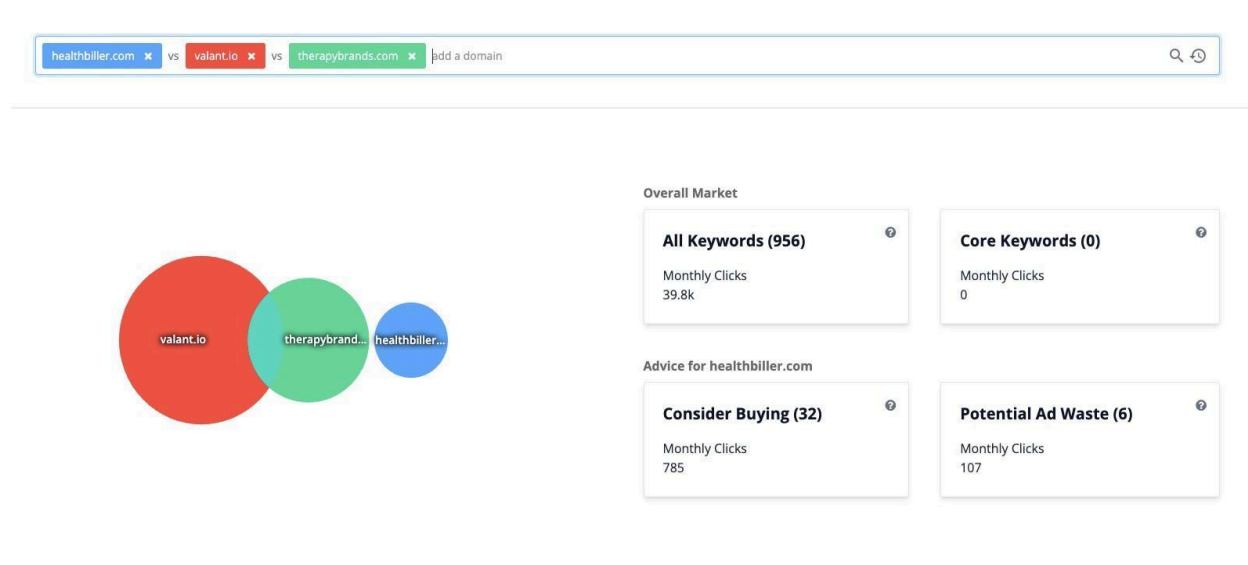 healthbiller.com × vs valant.io × vs therapybrands.com × add a domain
Overall Market
All Keywords (956)
Monthly Clicks
39.8k
Core Keywords (0)
Monthly Clicks
0
valant.io
therapybrand...
healthbiller...
Advice for healthbiller.com
Consider Buying (32)
Monthly Clicks
785
Potential Ad Waste (6)
Monthly Clicks
107